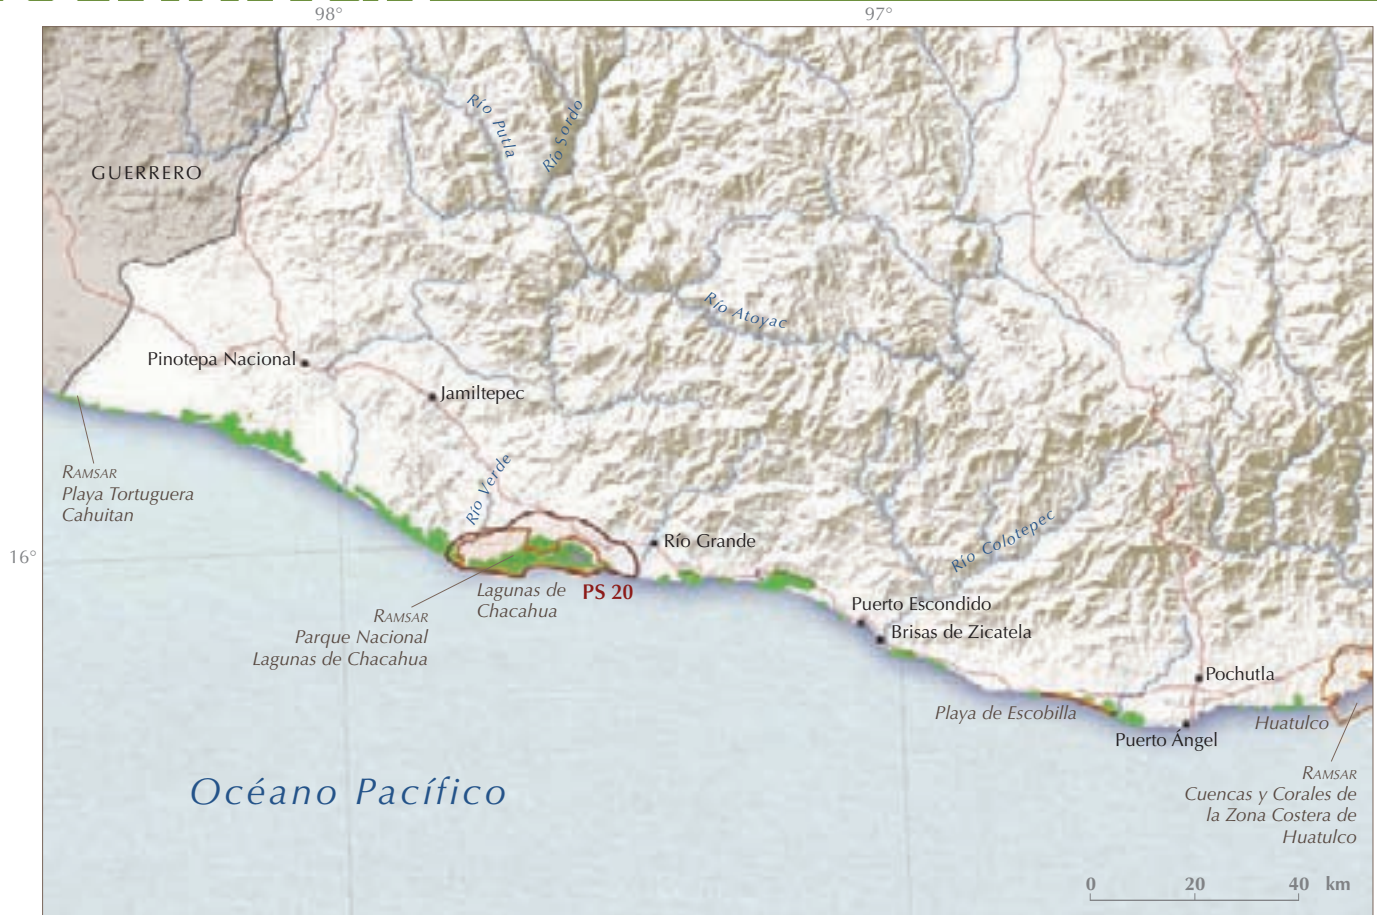 98°
97°
Río Putla
Río Sordo
GUERRERO
Río Atoyac
Pinotepa Nacional
Jamiltepec
RAMSAR
Playa Tortuguera
Cahuitan
Río Verde
16°
Río Grande
Río Colotepec
Lagunas de
Chacahua
PS 20
RAMSAR
Parque Nacional
Lagunas de Chacahua
Puerto Escondido
Brisas de Zicatela
Pochutla
Playa de Escobilla
Huatulco
Puerto Ángel
RAMSAR
Cuencas y Corales de
la Zona Costera de
Huatulco
Océano Pacífico
0 20 40 km